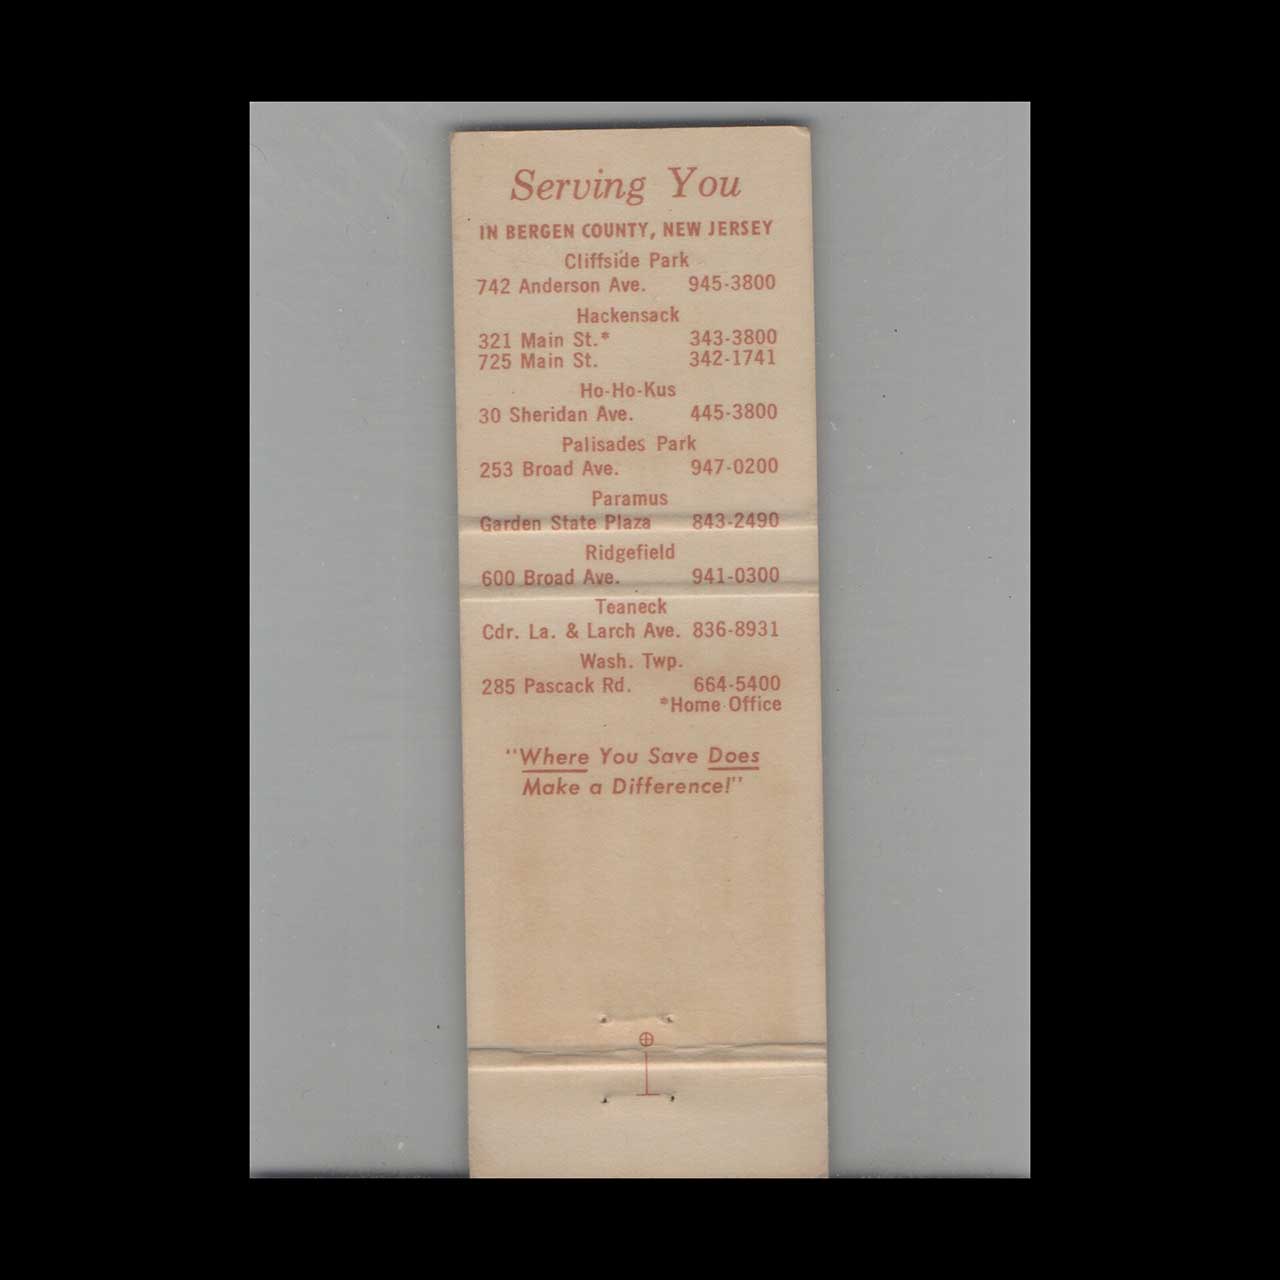 Serving You
IN BERGEN COUNTY, NEW JERSEY
Cliffside Park
742 Anderson Ave. 945-3800
Hackensack
321 Main St.* 343-3800
725 Main St. 342-1741
Ho-Ho-Kus
30 Sheridan Ave. 445-3800
Palisades Park
253 Broad Ave. 947-0200
Paramus
Garden State Plaza 843-2490
Ridgefield
600 Broad Ave. 941-0300
Teaneck
Cdr. La. & Larch Ave. 836-8931
Wash. Twp.
285 Pascack Rd. 664-5400
*Home Office
"Where You Save Does
Make a Difference!"